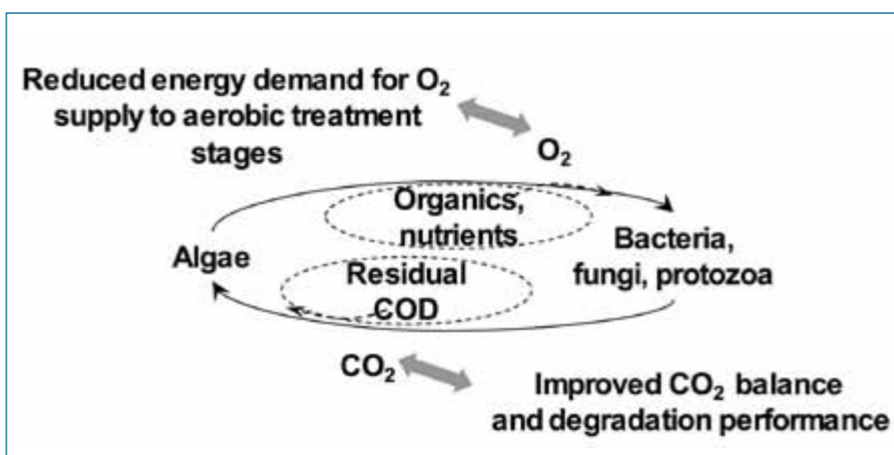 Reduced energy demand for O₂
supply to aerobic treatment
stages
O₂
Organics,
nutrients
Algae
Bacteria,
fungi, protozoa
Residual
COD
CO₂
Improved CO₂ balance
and degradation performance